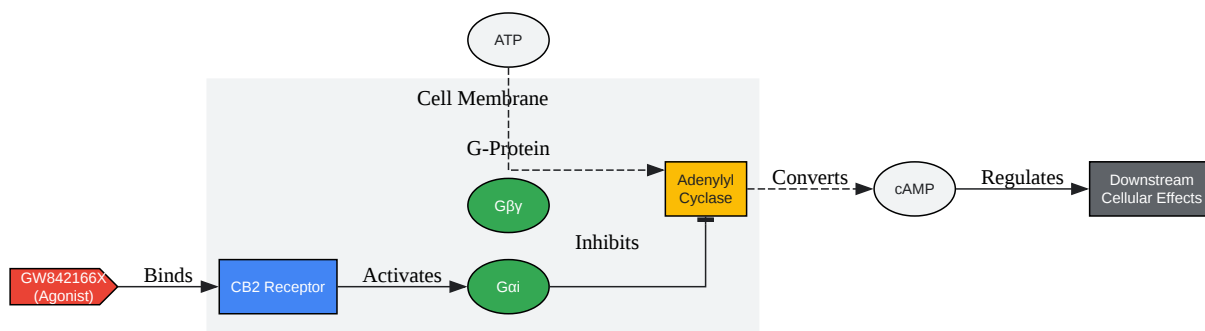 ATP
Cell Membrane
G-Protein
Adenylyl
Cyclase
Converts
cAMP
Regulates
Downstream
Cellular Effects
Gβγ
Inhibits
GW842166X
(Agonist)
Binds
CB2 Receptor
Activates
Gαi